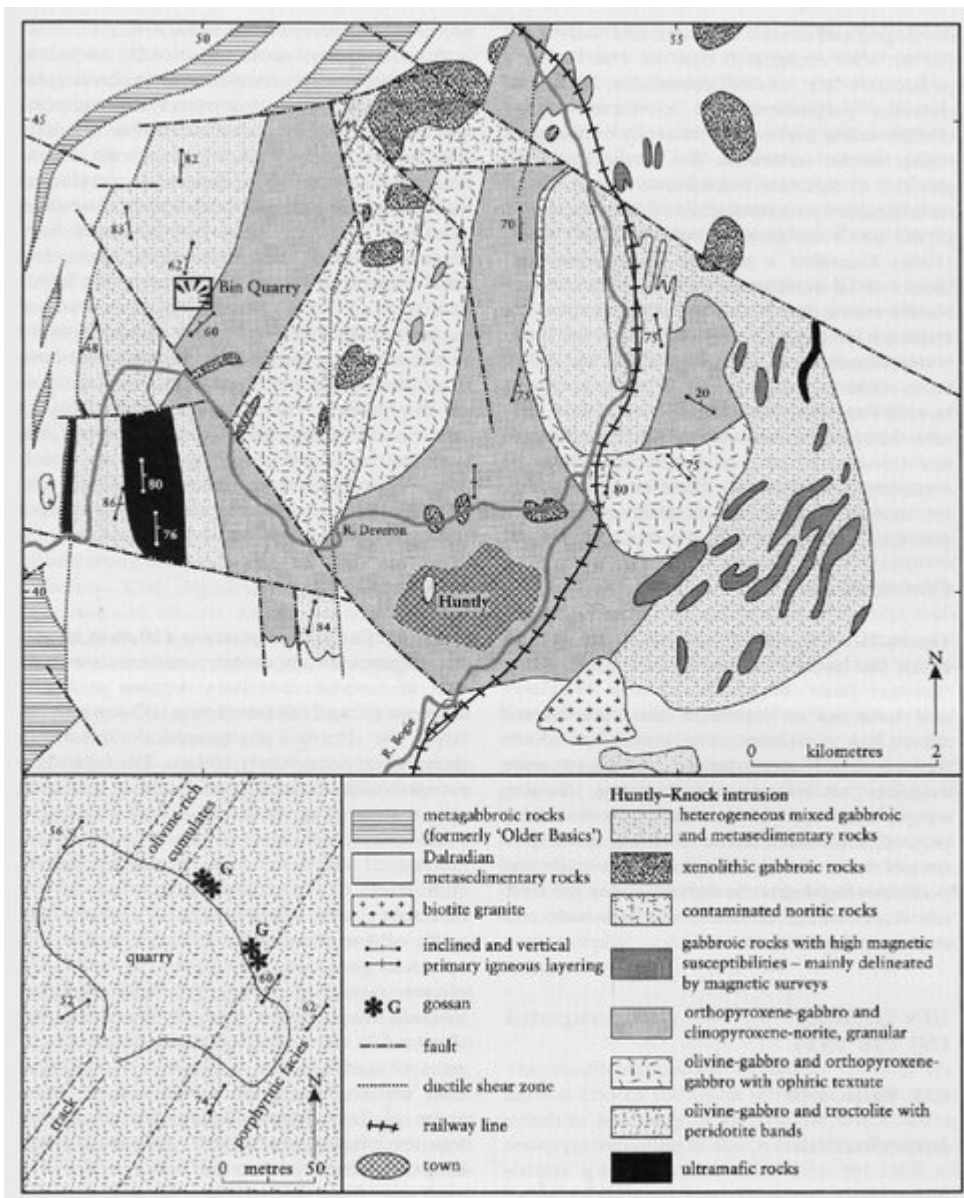 50
55
45
82
83
62
Bin Quarry
60
48
70
75
75
20
75
80
80
86
76
R. Deveron
40
Huntly
84
N
0 kilometres 2
Bogie
56
olivine-rich
cumulates
G
G
quarry
60
52
62
74
track
porphyritic facies
N
0 metres 50
metagabbroic rocks
(formerly 'Older Basics')
Dalradian
metasedimentary rocks
biotite granite
inclined and vertical
primary igneous layering
G gossan
fault
ductile shear zone
railway line
town
Huntly–Knock intrusion
heterogeneous mixed gabbroic
and metasedimentary rocks
xenolithic gabbroic rocks
contaminated noritic rocks
gabbroic rocks with high magnetic
susceptibilities – mainly delineated
by magnetic surveys
orthopyroxene-gabbro and
clinopyroxene-norite, granular
olivine-gabbro and orthopyroxene-
gabbro with ophitic textute
olivine-gabbro and troctolite with
peridotite bands
ultramafic rocks